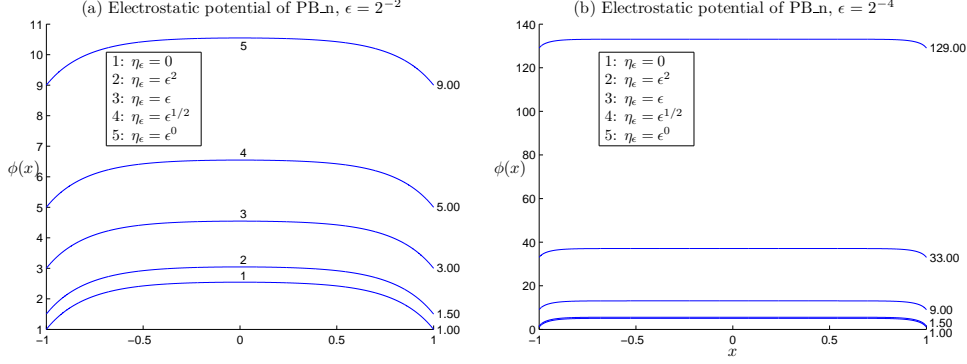 (a) Electrostatic potential of PB_n, ϵ = 2⁻²
11
10
9
8
7
6
5
4
3
2
1
ϕ(x)
5
1: η_ϵ = 0
2: η_ϵ = ϵ²
3: η_ϵ = ϵ
4: η_ϵ = ϵ^{1/2}
5: η_ϵ = ϵ⁰
4
3
2
1
9.00
5.00
3.00
1.50
1.00
−1
−0.5
0
0.5
1
(b) Electrostatic potential of PB_n, ϵ = 2⁻⁴
140
120
100
80
60
40
20
0
ϕ(x)
1: η_ϵ = 0
2: η_ϵ = ϵ²
3: η_ϵ = ϵ
4: η_ϵ = ϵ^{1/2}
5: η_ϵ = ϵ⁰
129.00
33.00
9.00
1.50
1.00
−1
−0.5
0
0.5
1
x